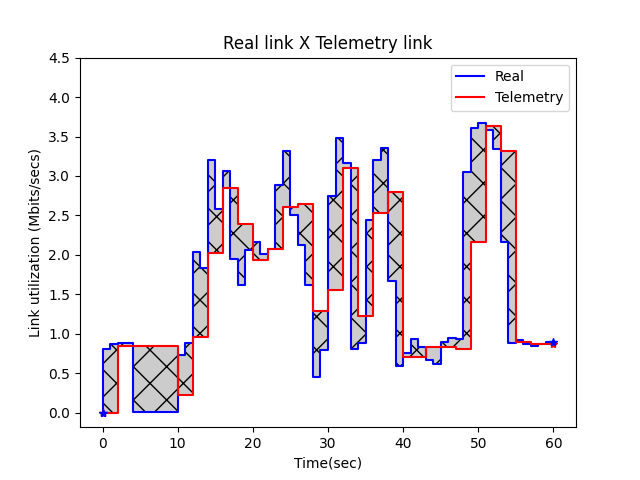 Real link X Telemetry link
Real
Telemetry
Link utilization (Mbits/secs)
4.5
4.0
3.5
3.0
2.5
2.0
1.5
1.0
0.5
0.0
0 10 20 30 40 50 60
Time(sec)